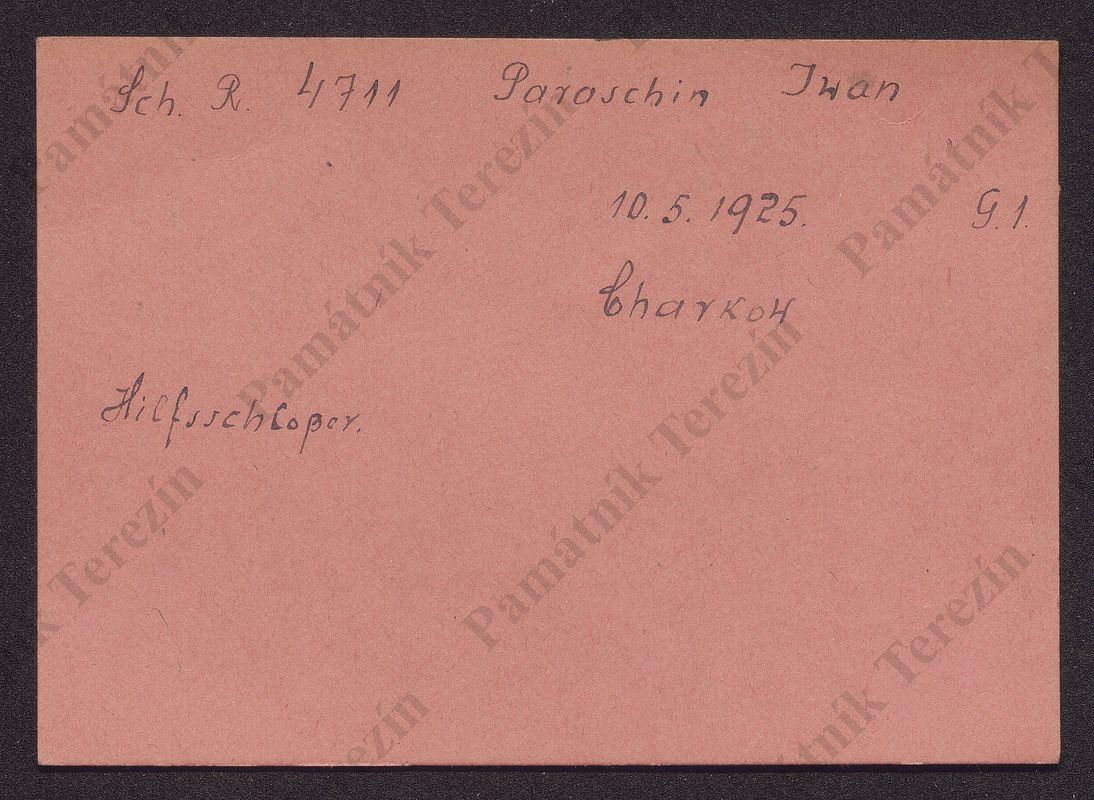 Sch. R. 4711 Paraschin Iwan
10. 5. 1925. G. 1.
Charkow
Hilfsschloßer.
Památník Terezín